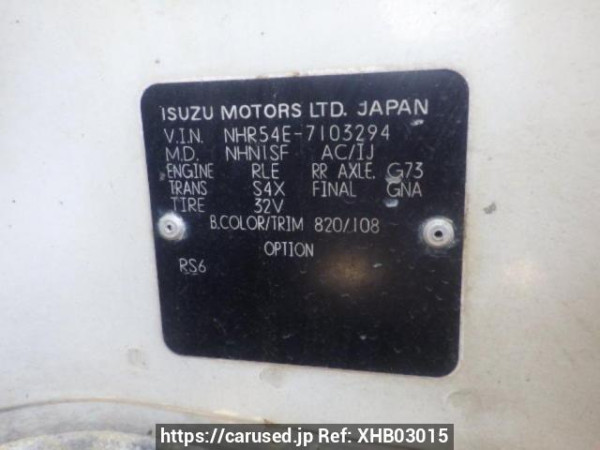 ISUZU MOTORS LTD. JAPAN
V.I.N. NHR54E-7103294
M.D. NHN1SF AC/IJ
ENGINE RLE RR AXLE. G73
TRANS S4X FINAL GNA
TIRE 32V
B.COLOR/TRIM 820/108
OPTION
RS6
https://carused.jp Ref: XHB03015